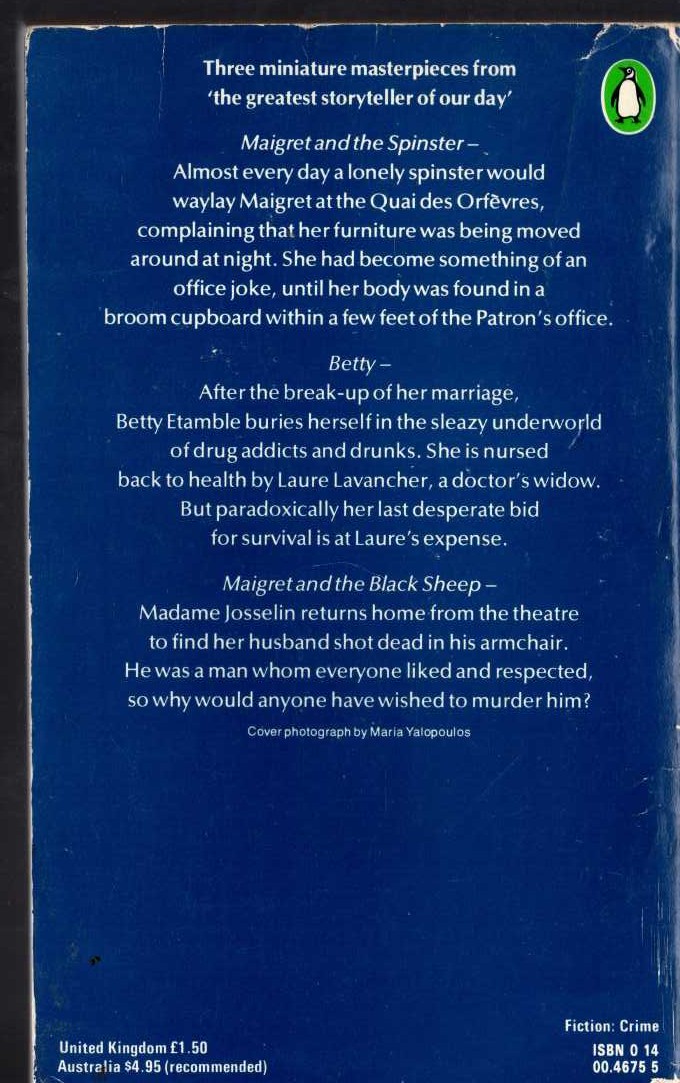 Three miniature masterpieces from
‘the greatest storyteller of our day’
Maigret and the Spinster –
Almost every day a lonely spinster would
waylay Maigret at the Quai des Orfèvres,
complaining that her furniture was being moved
around at night. She had become something of an
office joke, until her body was found in a
broom cupboard within a few feet of the Patron’s office.
Betty –
After the break-up of her marriage,
Betty Etamble buries herself in the sleazy underworld
of drug addicts and drunks. She is nursed
back to health by Laure Lavancher, a doctor’s widow.
But paradoxically her last desperate bid
for survival is at Laure’s expense.
Maigret and the Black Sheep –
Madame Josselin returns home from the theatre
to find her husband shot dead in his armchair.
He was a man whom everyone liked and respected,
so why would anyone have wished to murder him?
Cover photograph by Maria Yalopoulos
Fiction: Crime
United Kingdom £1.50
Australia $4.95 (recommended)
ISBN 0 14
00.4675 5